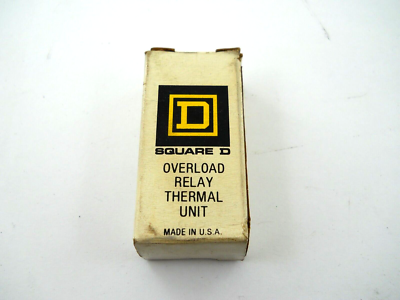 D
SQUARE D
OVERLOAD
RELAY
THERMAL
UNIT
MADE IN U.S.A.